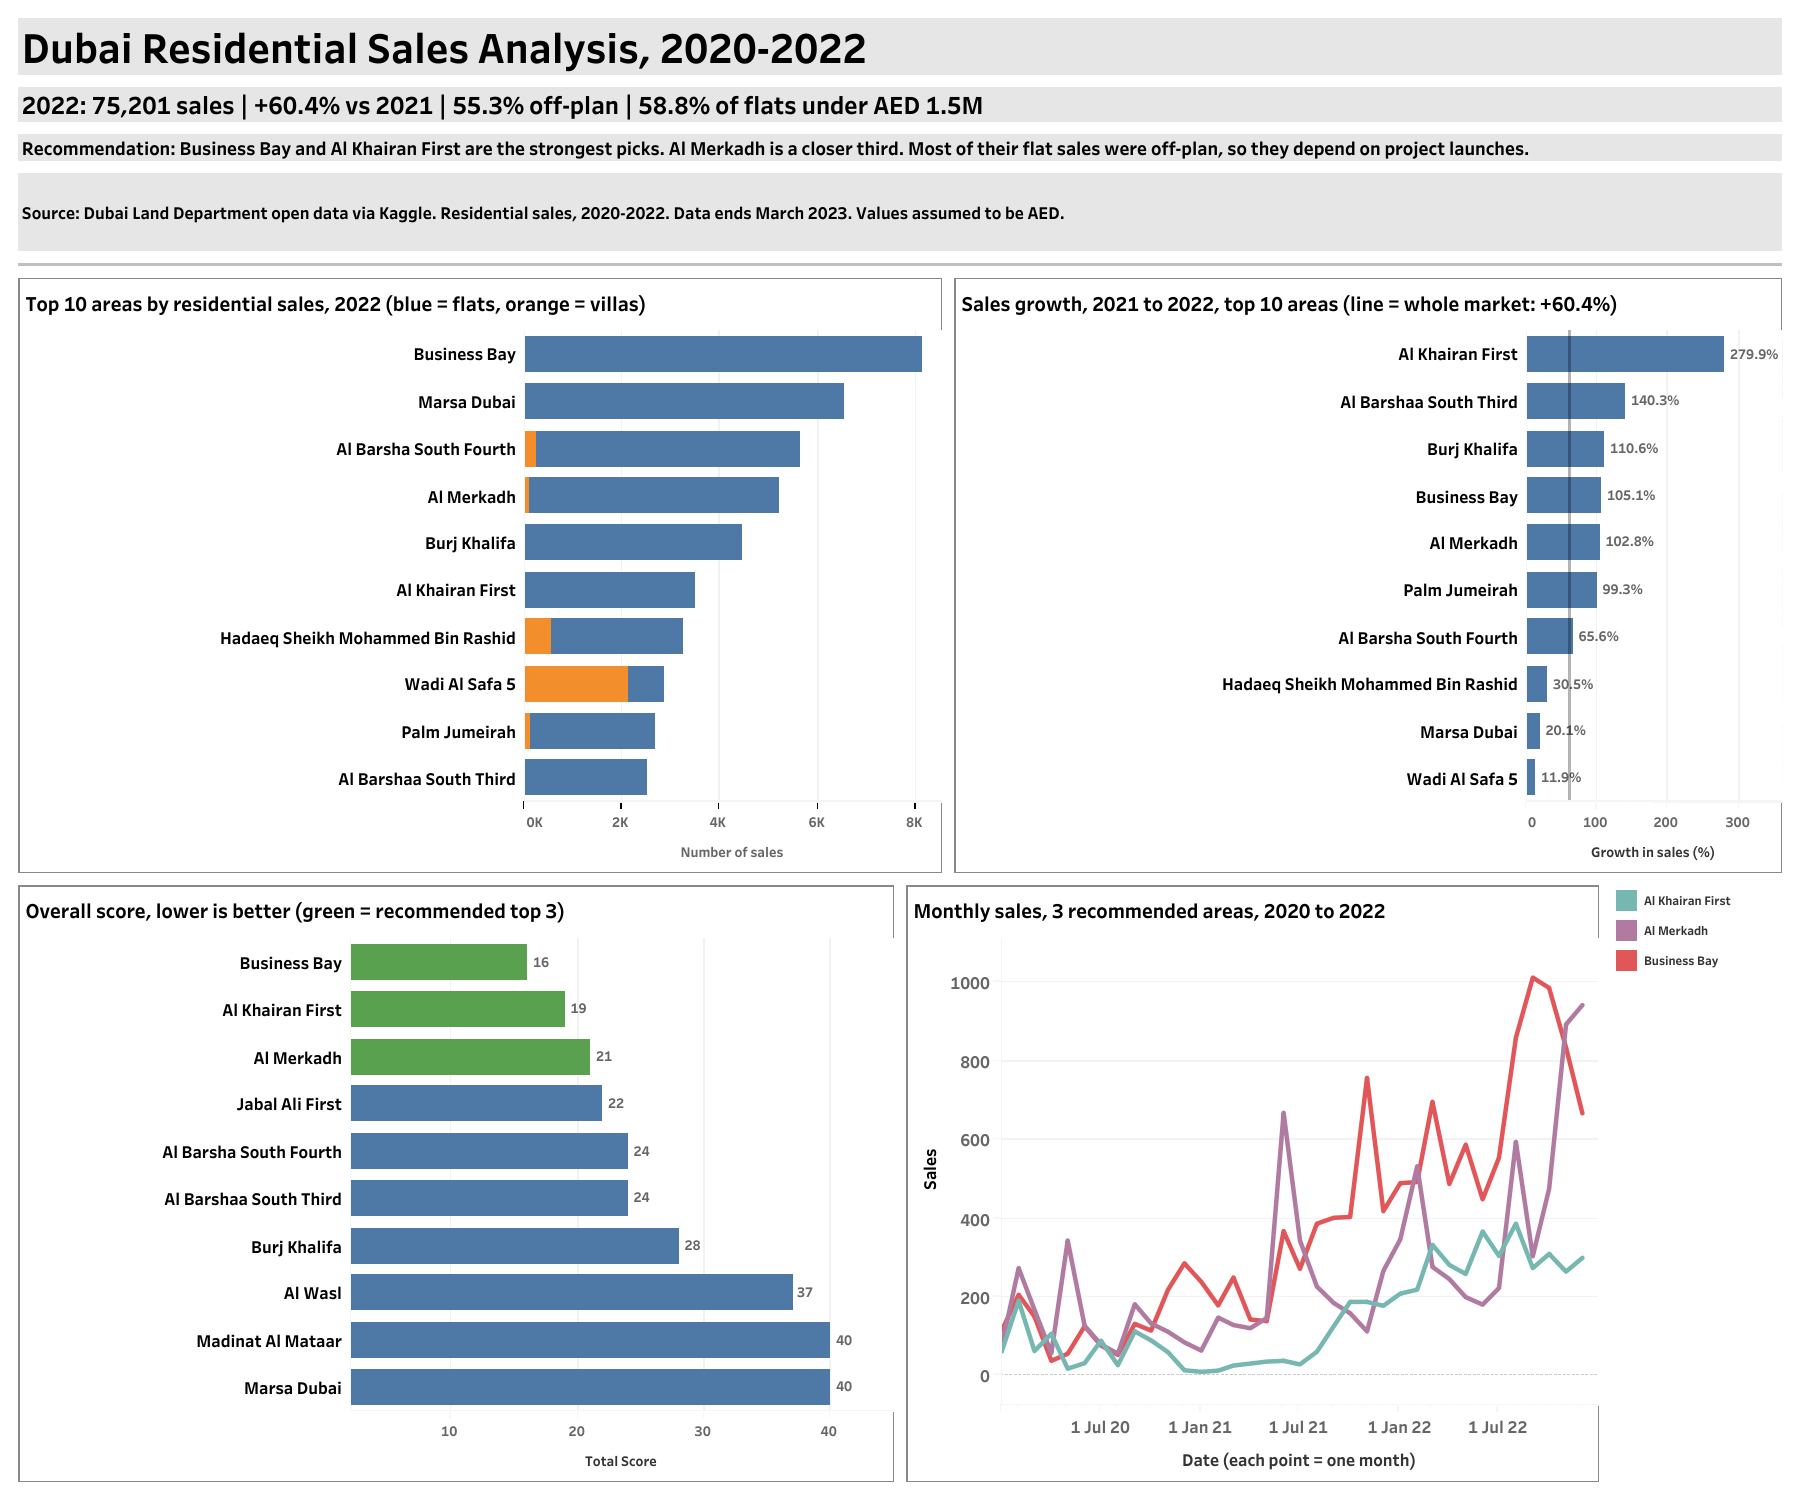 Dubai Residential Sales Analysis, 2020-2022
2022: 75,201 sales | +60.4% vs 2021 | 55.3% off-plan | 58.8% of flats under AED 1.5M
Recommendation: Business Bay and Al Khairan First are the strongest picks. Al Merkadh is a closer third. Most of their flat sales were off-plan, so they depend on project launches.
Source: Dubai Land Department open data via Kaggle. Residential sales, 2020-2022. Data ends March 2023. Values assumed to be AED.
Top 10 areas by residential sales, 2022 (blue = flats, orange = villas)
Business Bay
Marsa Dubai
Al Barsha South Fourth
Al Merkadh
Burj Khalifa
Al Khairan First
Hadaeq Sheikh Mohammed Bin Rashid
Wadi Al Safa 5
Palm Jumeirah
Al Barshaa South Third
0K 2K 4K 6K 8K
Number of sales
Sales growth, 2021 to 2022, top 10 areas (line = whole market: +60.4%)
Al Khairan First 279.9%
Al Barshaa South Third 140.3%
Burj Khalifa 110.6%
Business Bay 105.1%
Al Merkadh 102.8%
Palm Jumeirah 99.3%
Al Barsha South Fourth 65.6%
Hadaeq Sheikh Mohammed Bin Rashid 30.5%
Marsa Dubai 20.1%
Wadi Al Safa 5 11.9%
0 100 200 300
Growth in sales (%)
Overall score, lower is better (green = recommended top 3)
Business Bay 16
Al Khairan First 19
Al Merkadh 21
Jabal Ali First 22
Al Barsha South Fourth 24
Al Barshaa South Third 24
Burj Khalifa 28
Al Wasl 37
Madinat Al Mataar 40
Marsa Dubai 40
10 20 30 40
Total Score
Monthly sales, 3 recommended areas, 2020 to 2022
1000
800
600
400
200
0
Sales
1 Jul 20 1 Jan 21 1 Jul 21 1 Jan 22 1 Jul 22
Date (each point = one month)
Al Khairan First
Al Merkadh
Business Bay